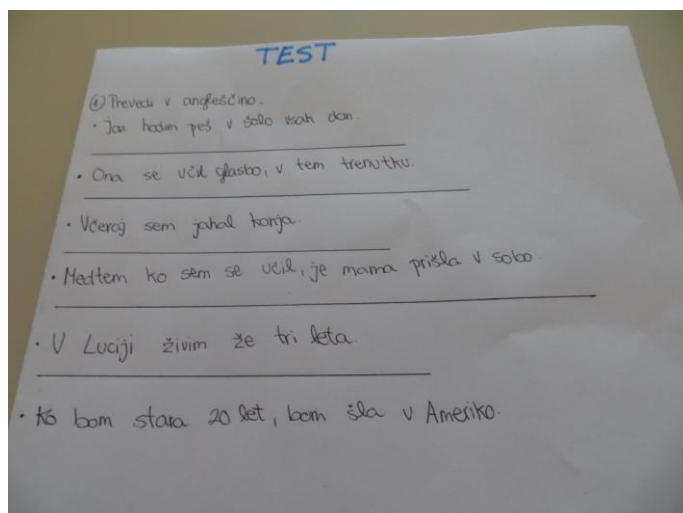 TEST
① Prevedi v angleščino.
• Jaz hodim peš v šolo vsak dan.
• Ona se uči glasbo, v tem trenutku.
• Včeraj sem jahal konja.
• Medtem ko sem se učil, je mama prišla v sobo.
• V Luciji živim že tri leta.
• Ko bom stara 20 let, bom šla v Ameriko.